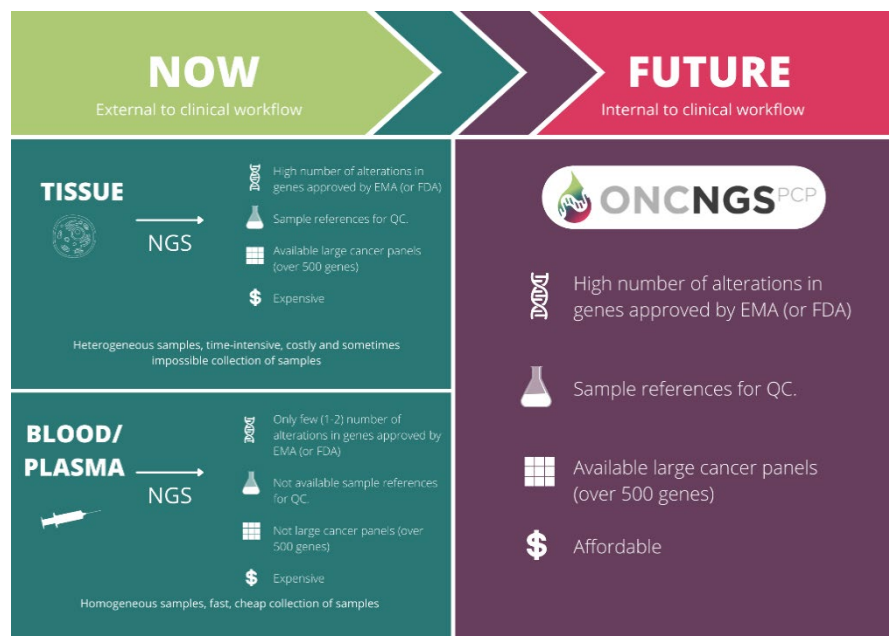 NOW
External to clinical workflow
FUTURE
Internal to clinical workflow
TISSUE
NGS
High number of alterations in
genes approved by EMA (or FDA)
Sample references for QC.
Available large cancer panels
(over 500 genes)
$ Expensive
Heterogeneous samples, time-intensive, costly and sometimes
impossible collection of samples
BLOOD/
PLASMA
NGS
Only few (1-2) number of
alterations in genes approved by
EMA (or FDA)
Not available sample references
for QC.
Not large cancer panels (over
500 genes)
$ Expensive
Homogeneous samples, fast, cheap collection of samples
ONCNGS PCP
High number of alterations in
genes approved by EMA (or FDA)
Sample references for QC.
Available large cancer panels
(over 500 genes)
$ Affordable